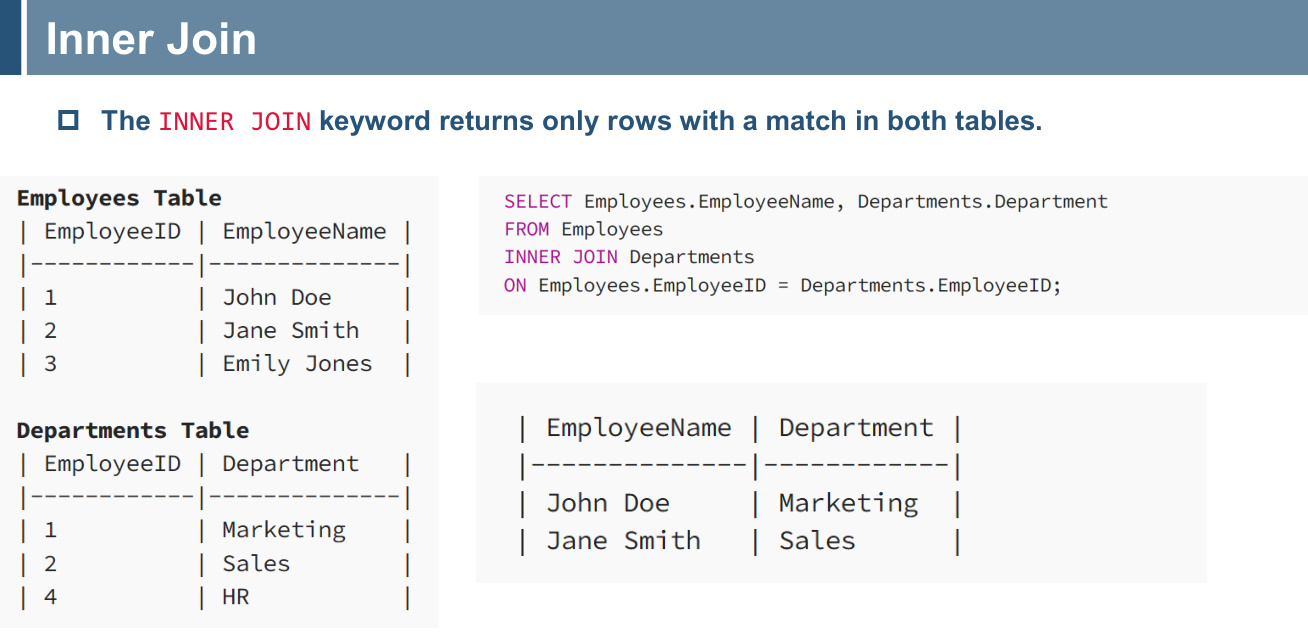 Inner Join
The INNER JOIN keyword returns only rows with a match in both tables.
Employees Table
| EmployeeID | EmployeeName |
|------------|--------------|
| 1          | John Doe     |
| 2          | Jane Smith   |
| 3          | Emily Jones  |
Departments Table
| EmployeeID | Department   |
|------------|--------------|
| 1          | Marketing    |
| 2          | Sales        |
| 4          | HR           |
SELECT Employees.EmployeeName, Departments.Department
FROM Employees
INNER JOIN Departments
ON Employees.EmployeeID = Departments.EmployeeID;
| EmployeeName | Department |
|--------------|------------|
| John Doe     | Marketing  |
| Jane Smith   | Sales      |